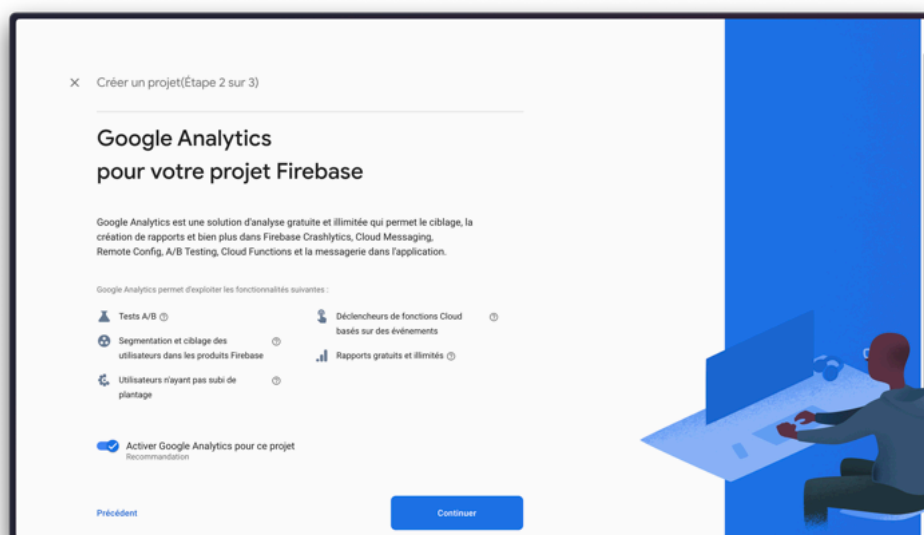 Créer un projet(Étape 2 sur 3)
Google Analytics
pour votre projet Firebase
Google Analytics est une solution d'analyse gratuite et illimitée qui permet le ciblage, la
création de rapports et bien plus dans Firebase Crashlytics, Cloud Messaging,
Remote Config, A/B Testing, Cloud Functions et la messagerie dans l'application.
Google Analytics permet d'exploiter les fonctionnalités suivantes :
Tests A/B
Segmentation et ciblage des
utilisateurs dans les produits Firebase
Utilisateurs n'ayant pas subi de
plantage
Déclencheurs de fonctions Cloud
basés sur des événements
Rapports gratuits et illimités
Activer Google Analytics pour ce projet
Recommandation
Précédent
Continuer